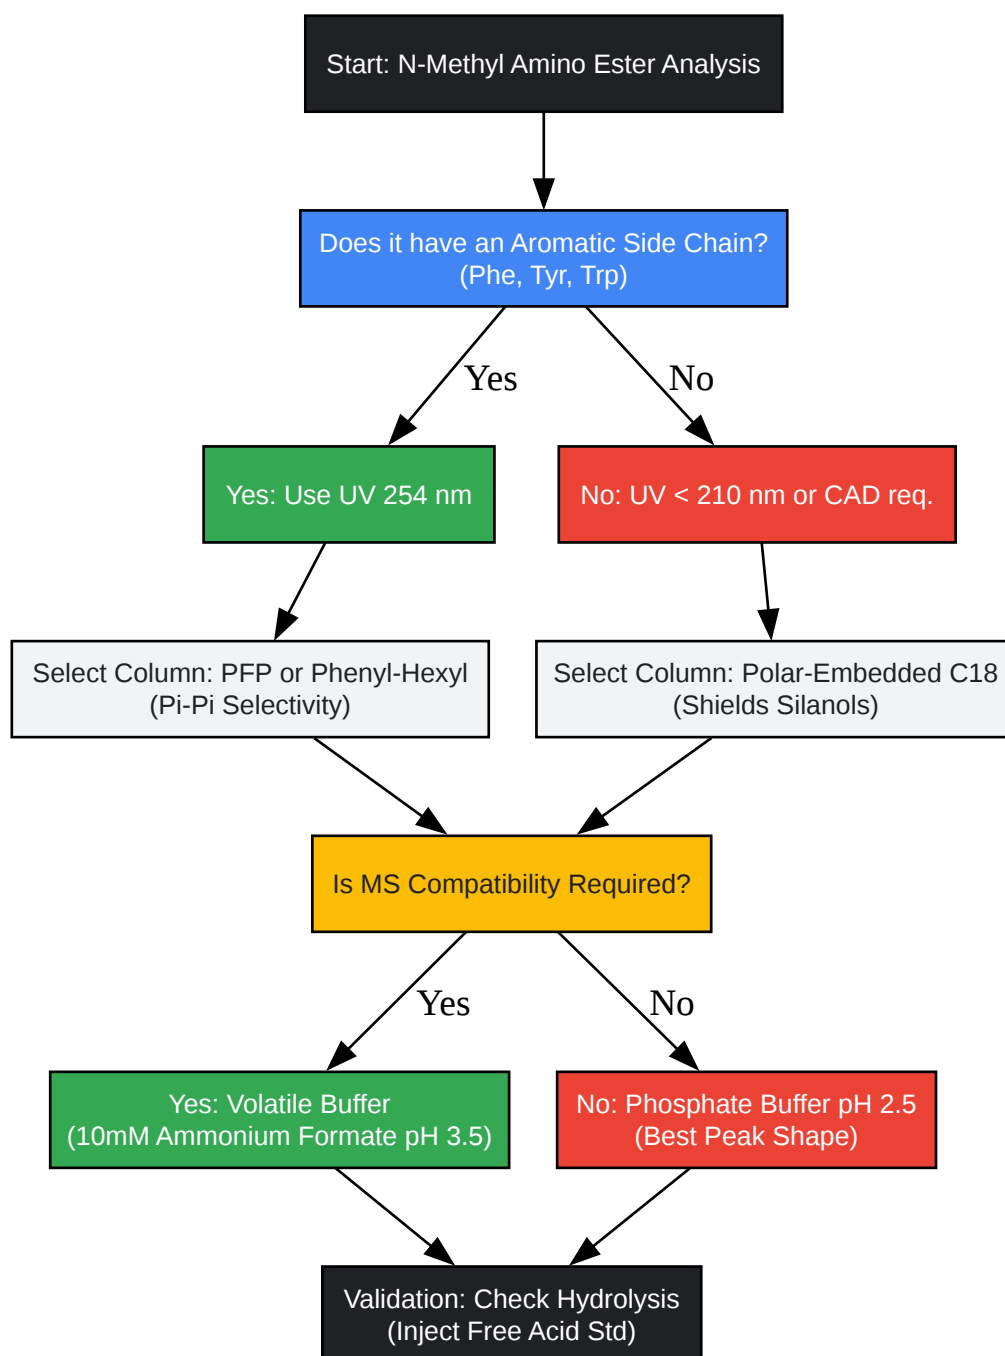 Start: N-Methyl Amino Ester Analysis
Does it have an Aromatic Side Chain?
(Phe, Tyr, Trp)
Yes
No
Yes: Use UV 254 nm
No: UV < 210 nm or CAD req.
Select Column: PFP or Phenyl-Hexyl
(Pi-Pi Selectivity)
Select Column: Polar-Embedded C18
(Shields Silanols)
Is MS Compatibility Required?
Yes
No
Yes: Volatile Buffer
(10mM Ammonium Formate pH 3.5)
No: Phosphate Buffer pH 2.5
(Best Peak Shape)
Validation: Check Hydrolysis
(Inject Free Acid Std)